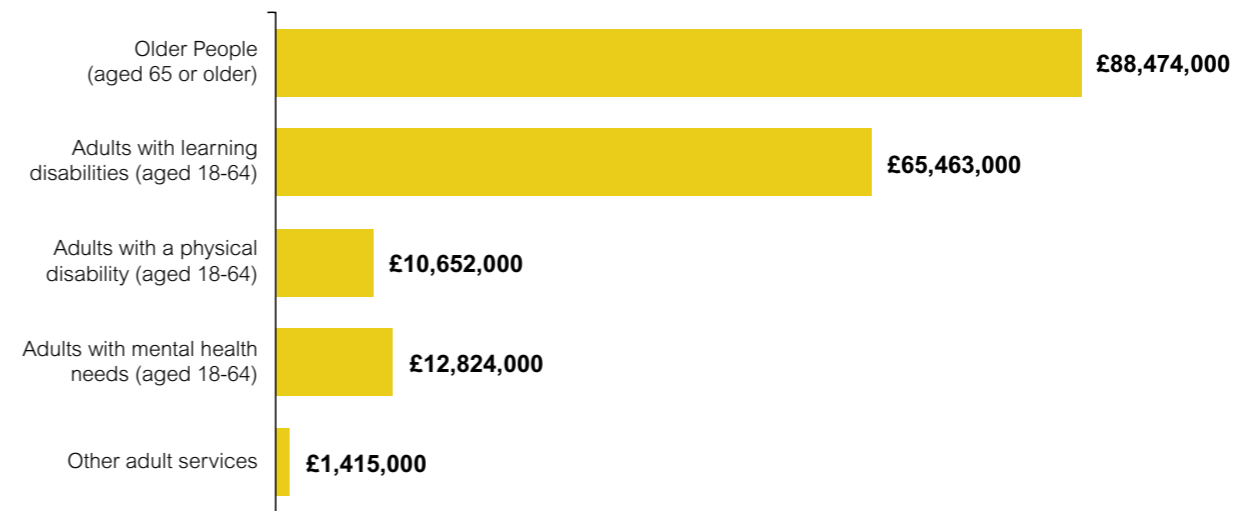 Older People
(aged 65 or older)
£88,474,000
Adults with learning
disabilities (aged 18-64)
£65,463,000
Adults with a physical
disability (aged 18-64)
£10,652,000
Adults with mental health
needs (aged 18-64)
£12,824,000
Other adult services
£1,415,000